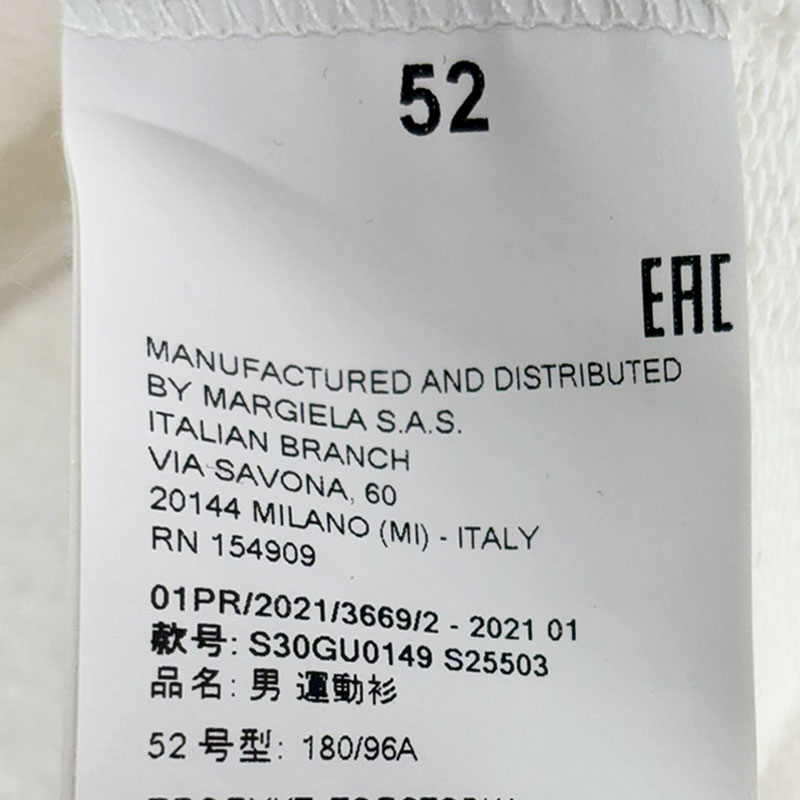 52
EAC
MANUFACTURED AND DISTRIBUTED
BY MARGIELA S.A.S.
ITALIAN BRANCH
VIA SAVONA, 60
20144 MILANO (MI) - ITALY
RN 154909
01PR/2021/3669/2 - 2021 01
款号: S30GU0149 S25503
品名: 男 運動衫
52 号型: 180/96A